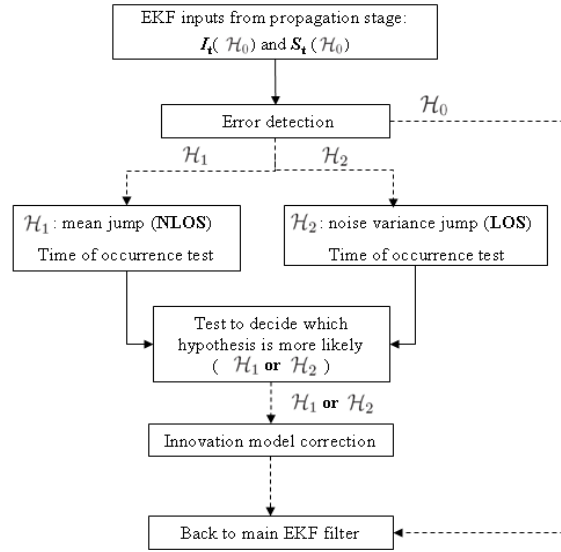 EKF inputs from propagation stage:
I_t( ℋ₀) and S_t (ℋ₀)
Error detection
ℋ₀
ℋ₁
ℋ₂
ℋ₁: mean jump (NLOS)
Time of occurrence test
ℋ₂: noise variance jump (LOS)
Time of occurrence test
Test to decide which
hypothesis is more likely
( ℋ₁ or ℋ₂ )
ℋ₁ or ℋ₂
Innovation model correction
Back to main EKF filter